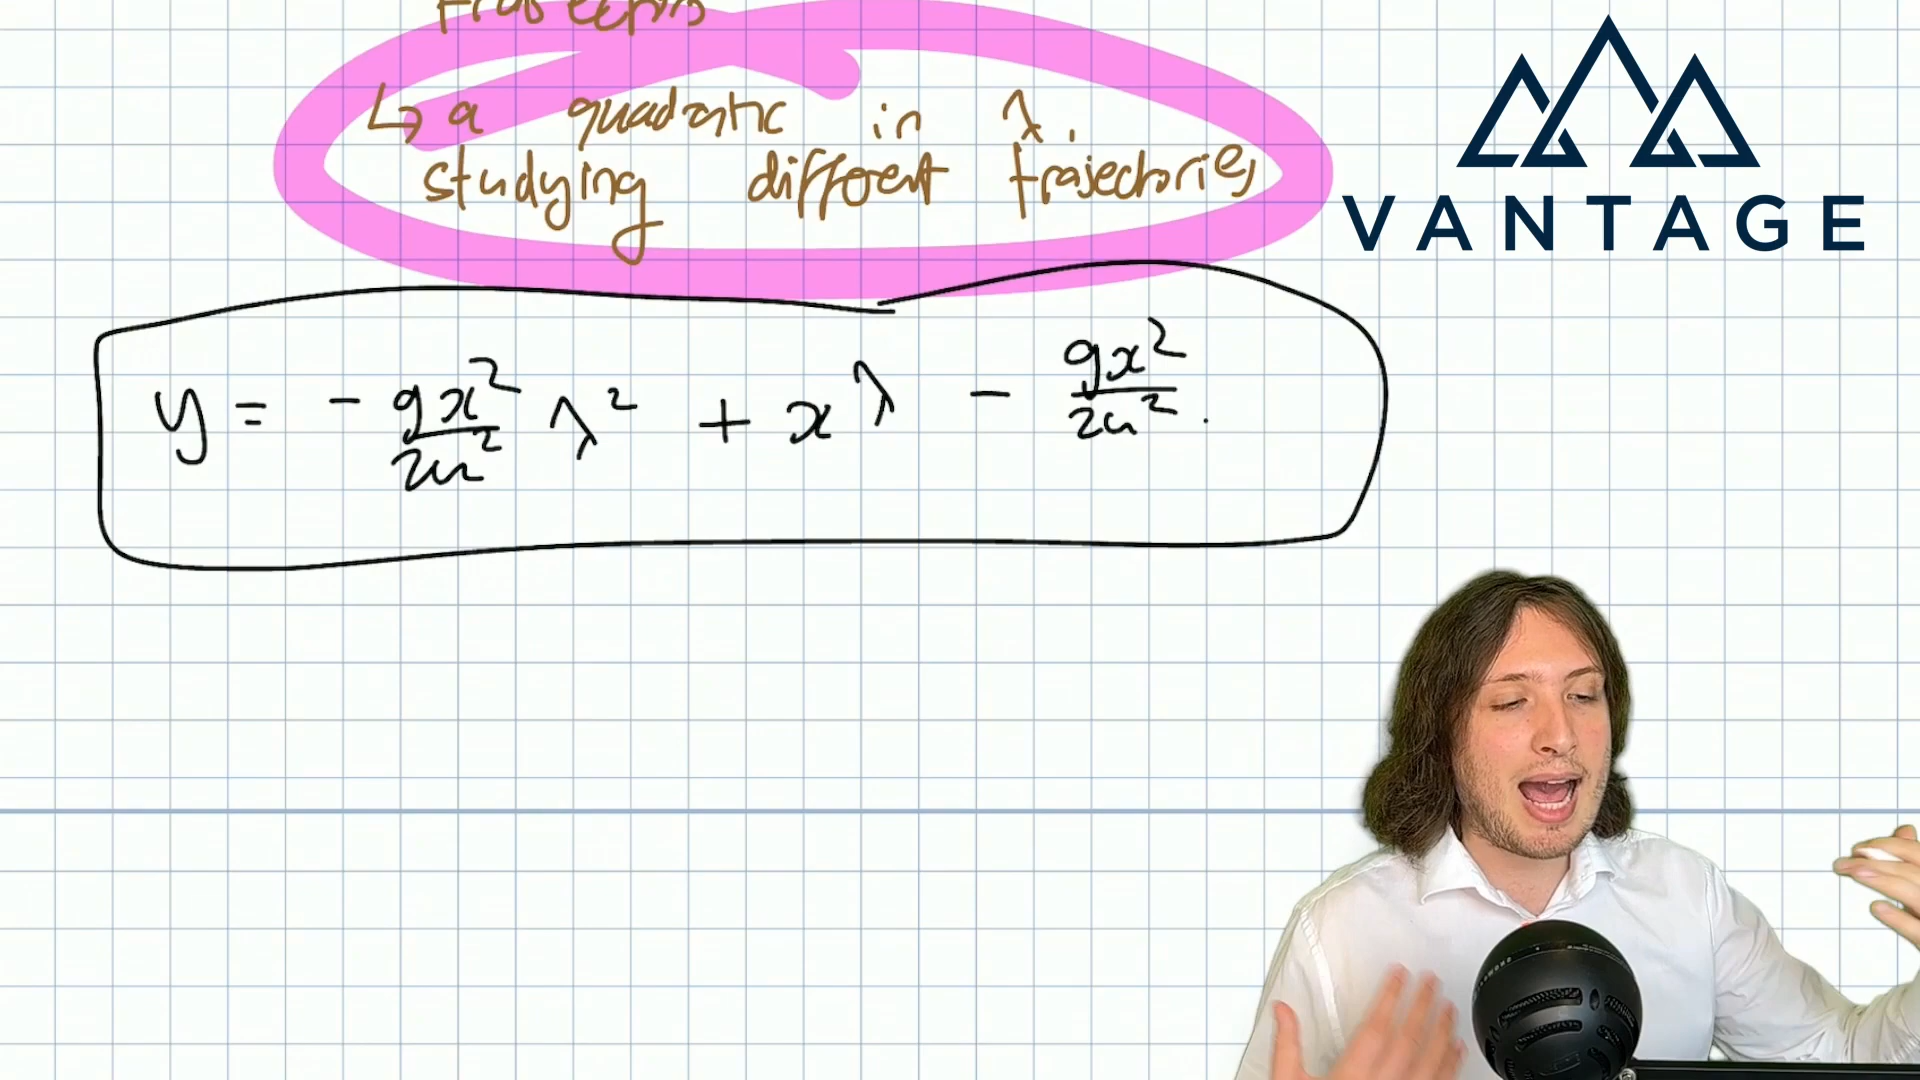 ↳ a quadratic in λ.
studying different trajectories
VANTAGE
y = - gx²/2u² λ² + xλ - gx²/2u².